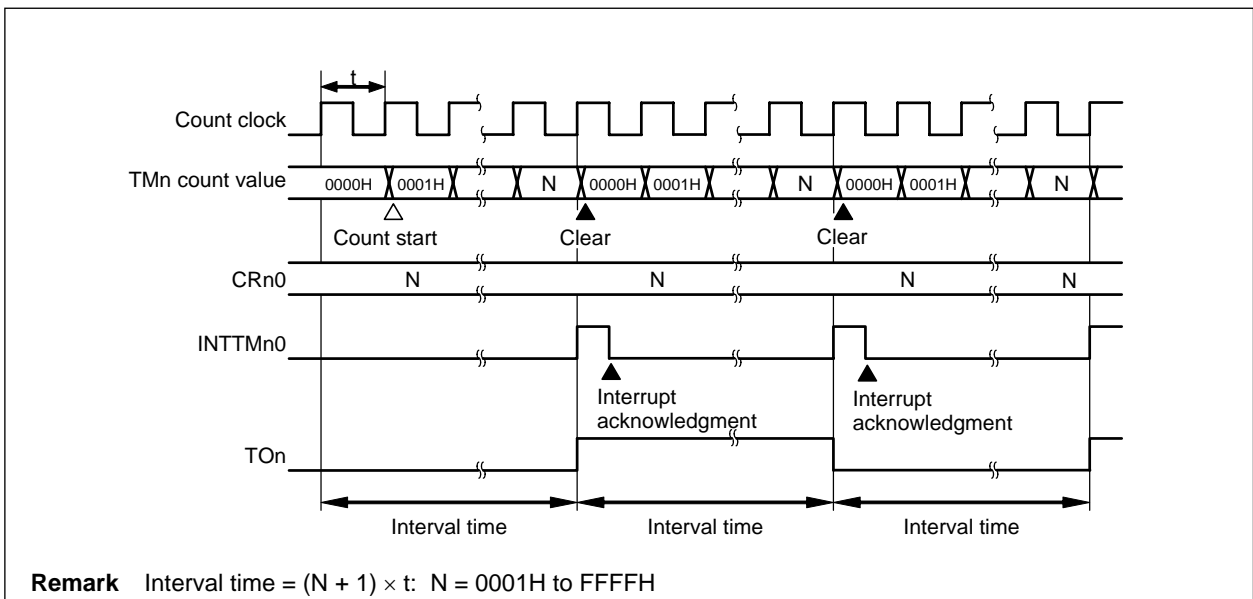 t
Count clock
TMn count value 0000H 0001H N 0000H 0001H N 0000H 0001H N
Count start Clear Clear
CRn0 N N N N
INTTMn0
Interrupt acknowledgment Interrupt acknowledgment
TOn
Interval time Interval time Interval time
Remark Interval time = (N + 1) × t: N = 0001H to FFFFH